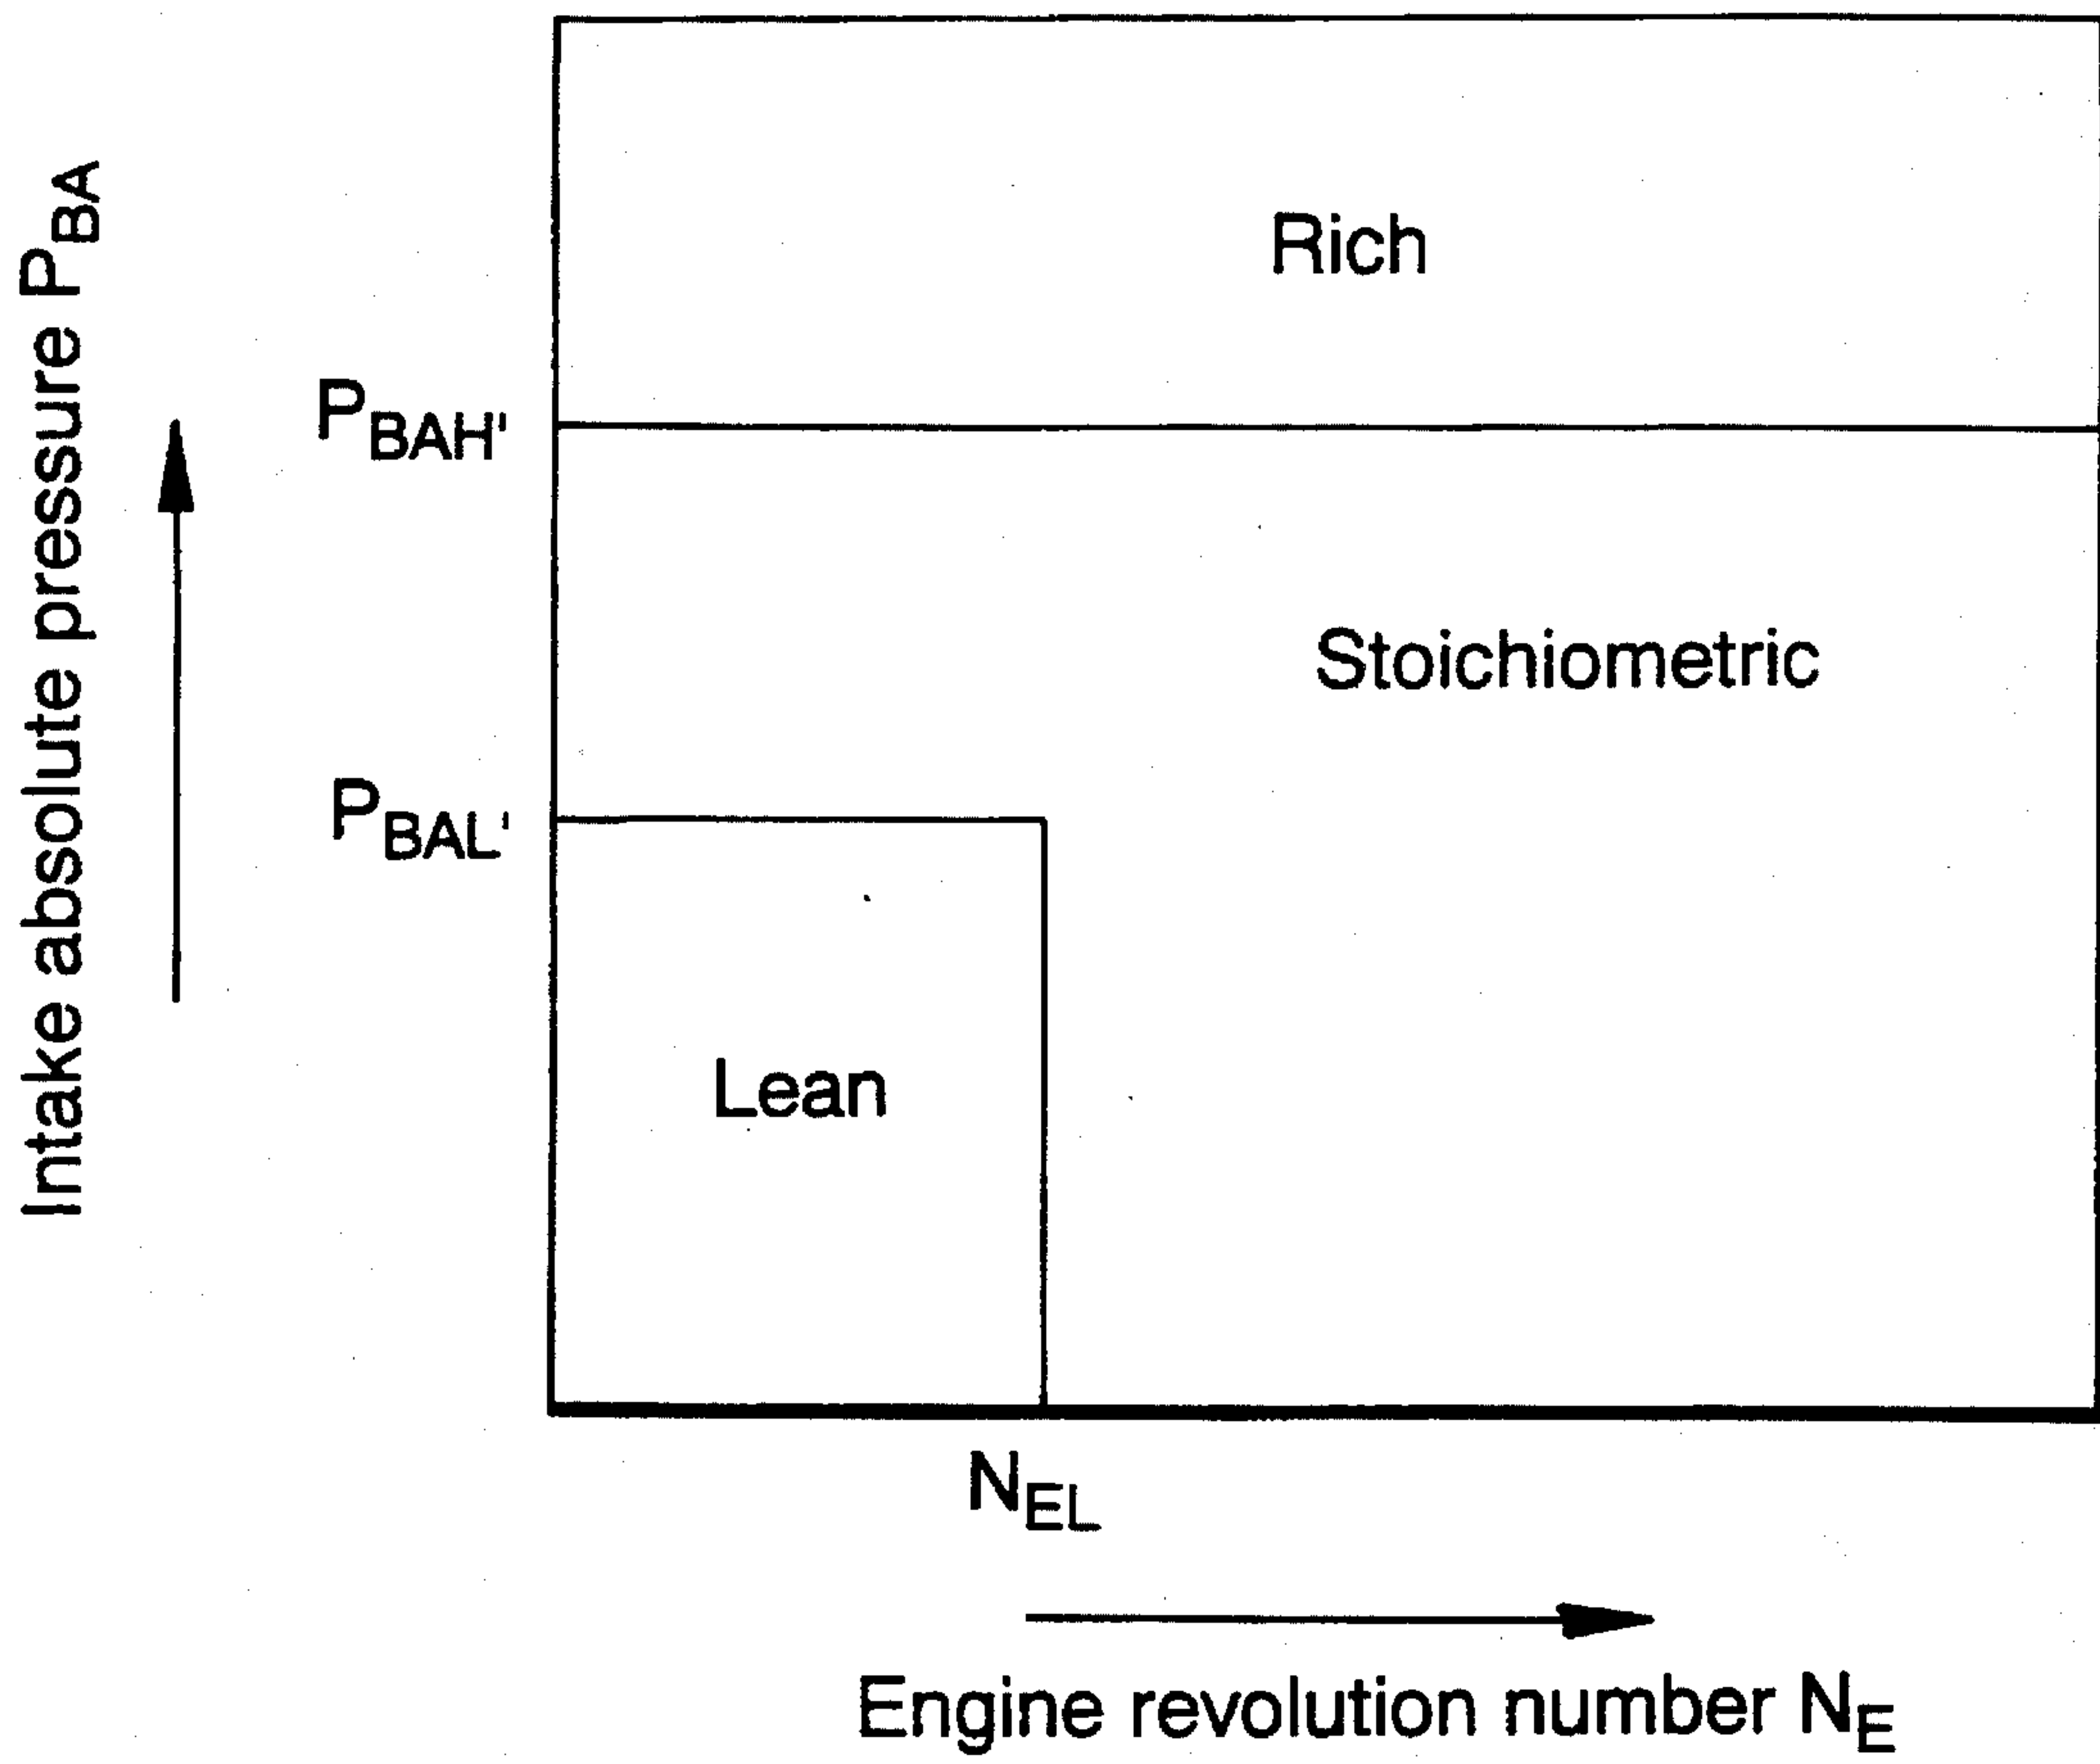 Rich
Intake absolute pressure PBA
PBAH'
Stoichiometric
PBAL'
Lean
NEL
Engine revolution number NE